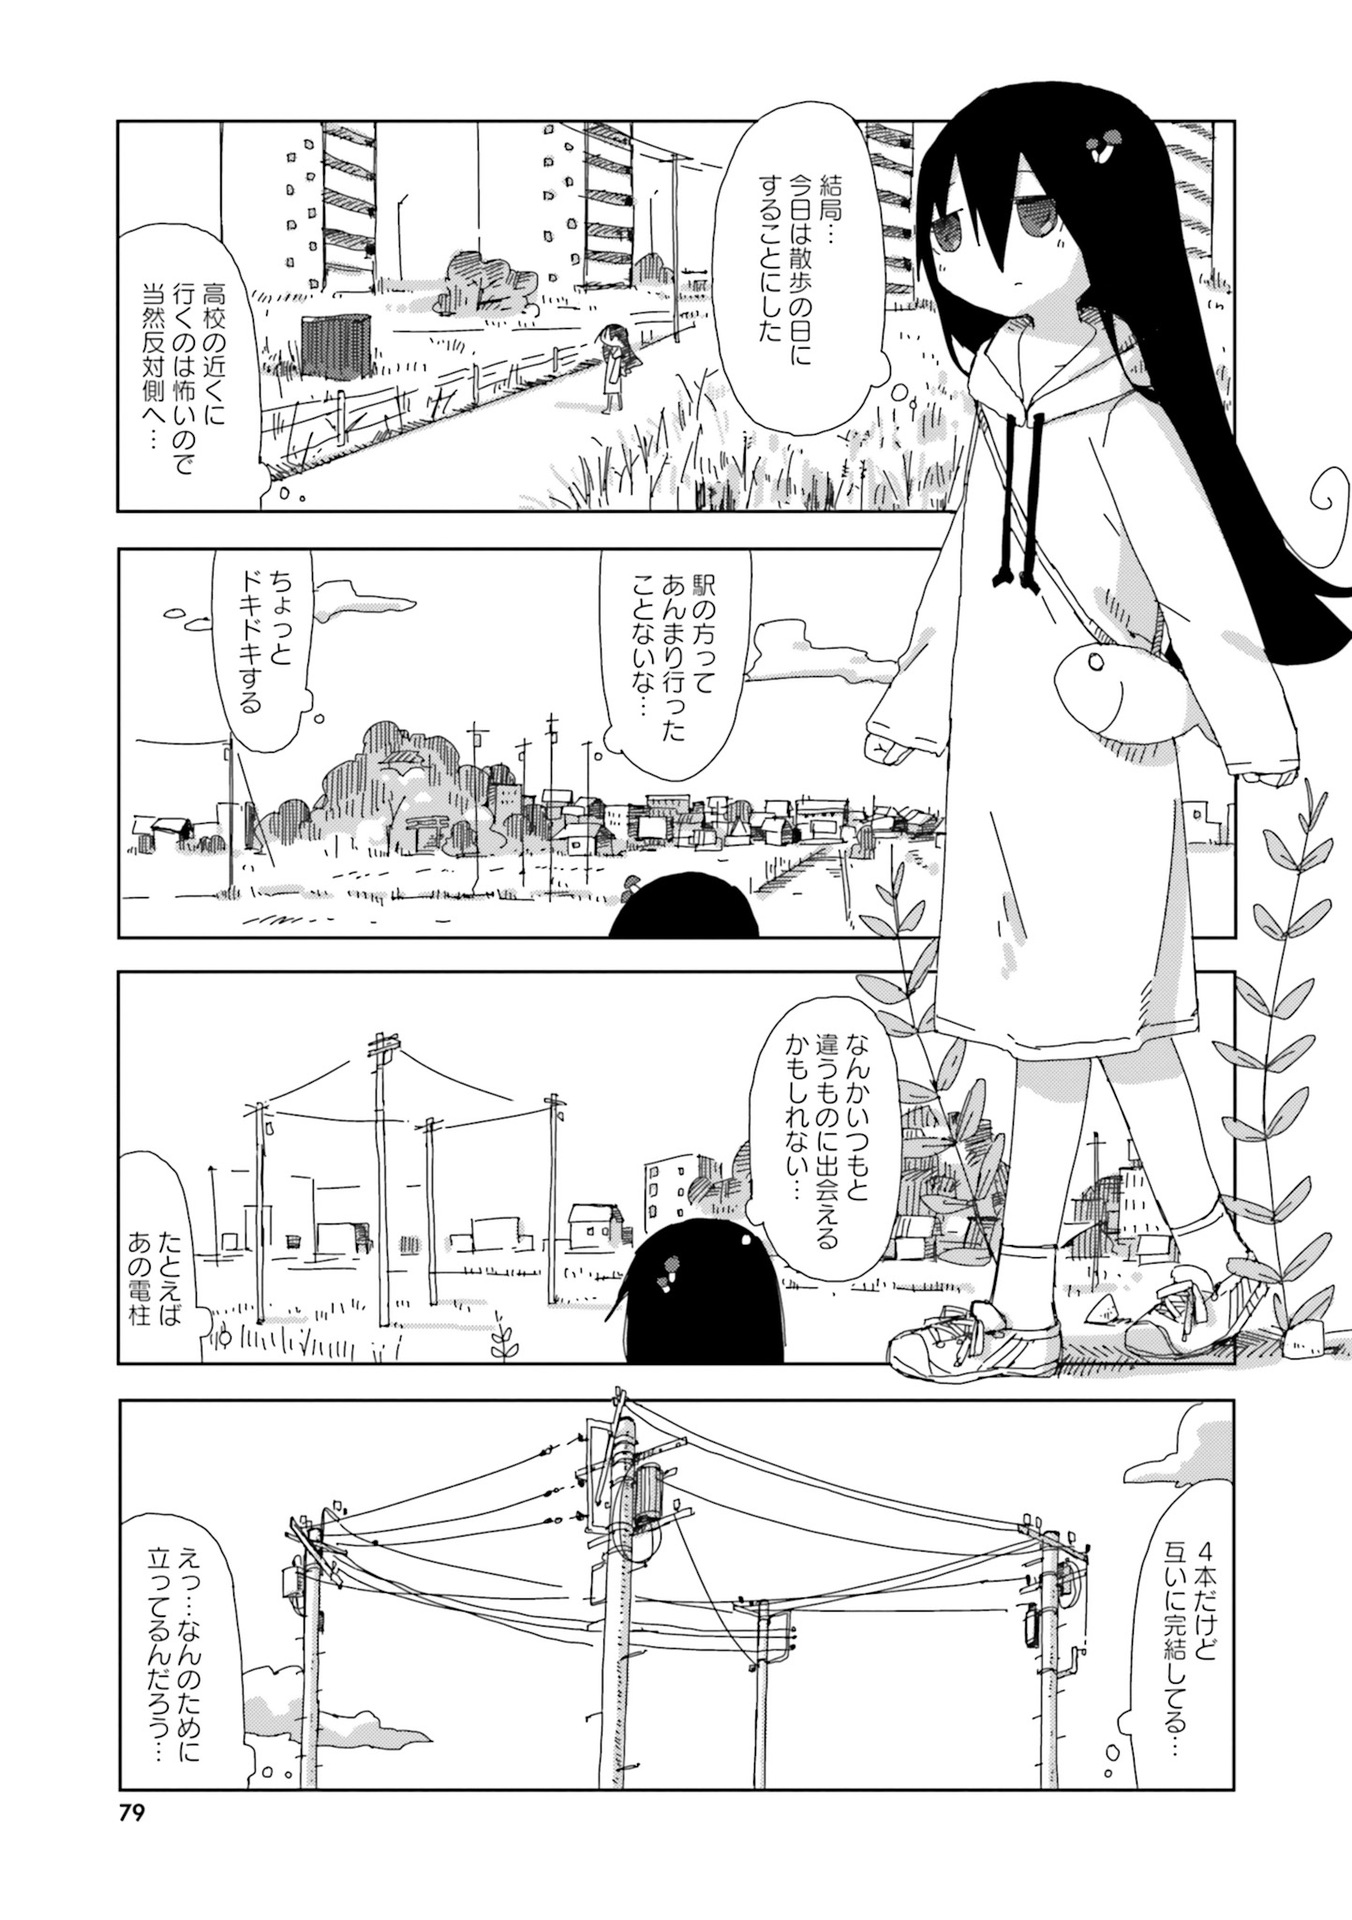 結局…
今日は散歩の日に
することにした
高校の近くに
行くのは怖いので
当然反対側へ…
駅の方って
あんまり行った
ことないな…
ちょっと
ドキドキする
なんかいつもと
違うものに出会える
かもしれない…
たとえば
あの電柱
４本だけど
互いに完結してる…
えっ…なんのために
立ってるんだろう…
79